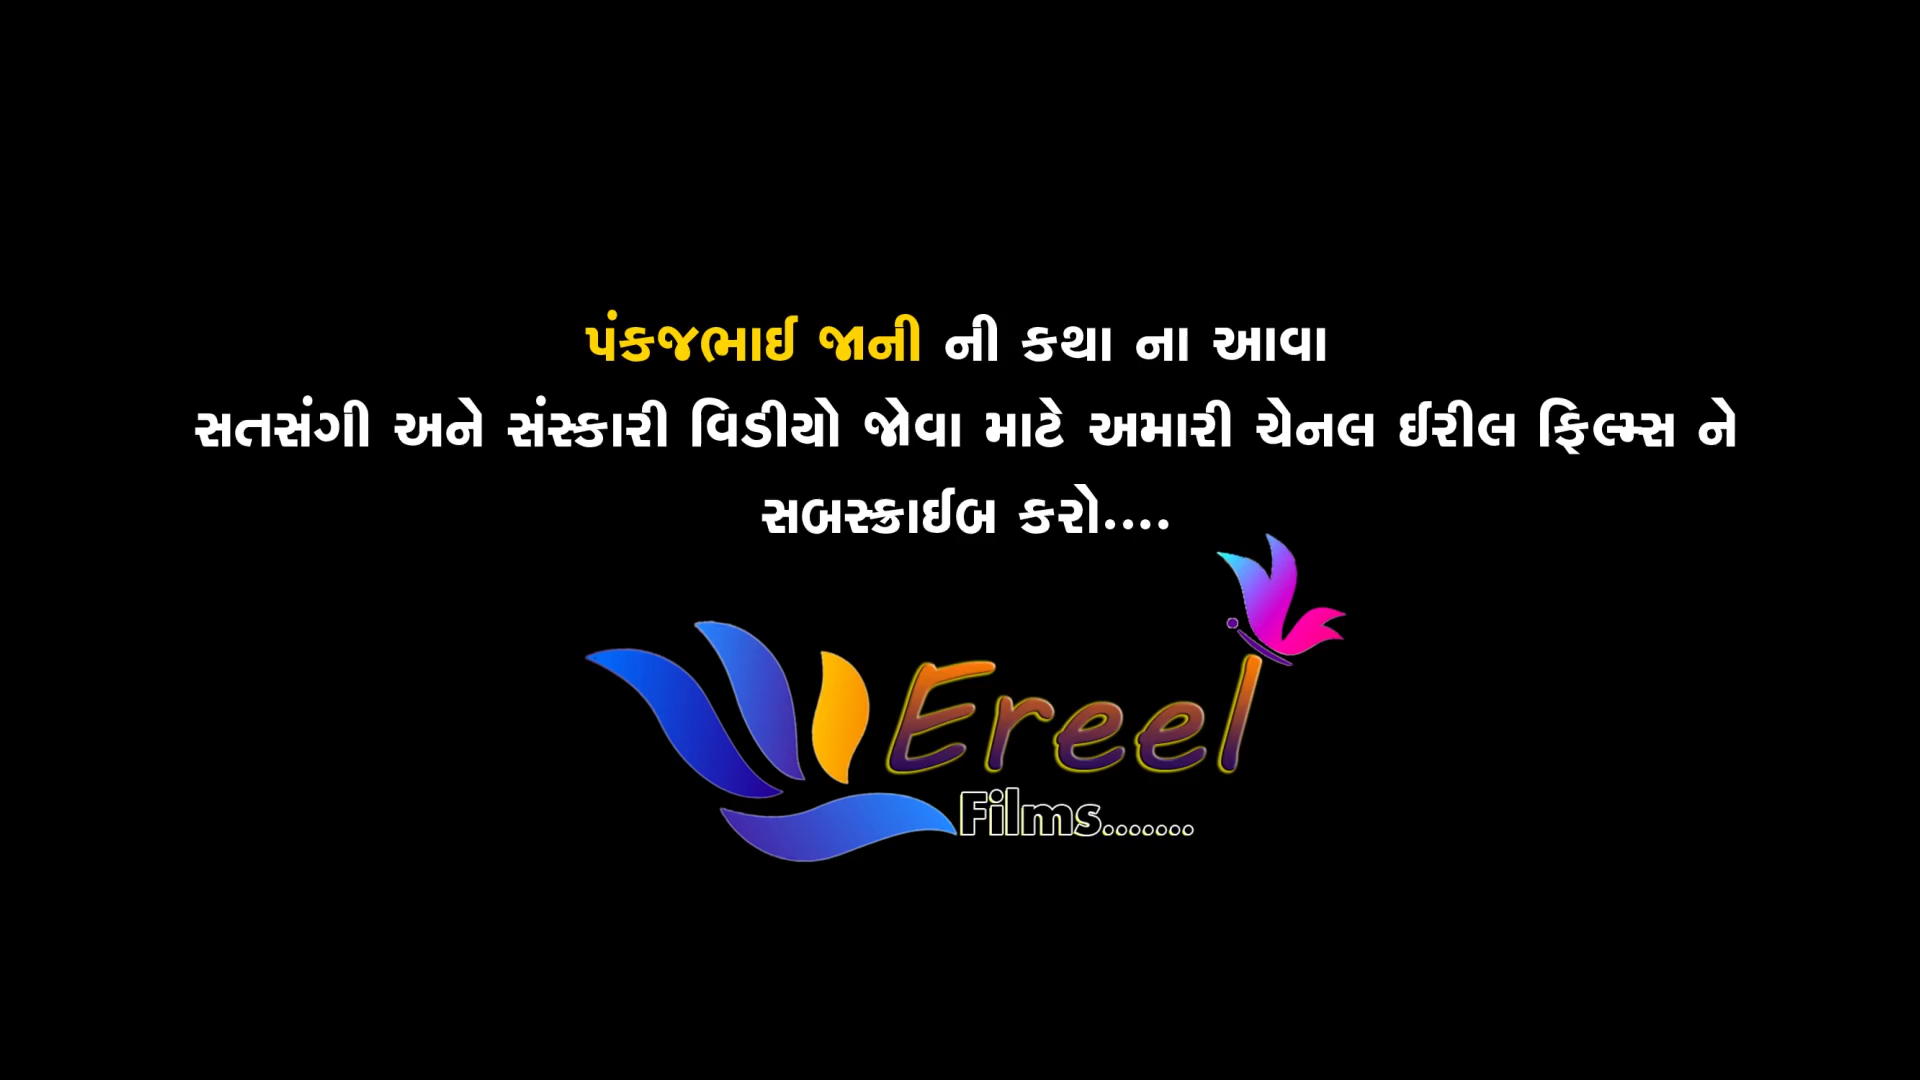 પંકજભાઈ જાની ની કથા ના આવા
સતસંગી અને સંસ્કારી વિડીયો જોવા માટે અમારી ચેનલ ઈરીલ ફિલ્મ્સ ને
સબસ્ક્રાઈબ કરો....
Ereel
Films.......